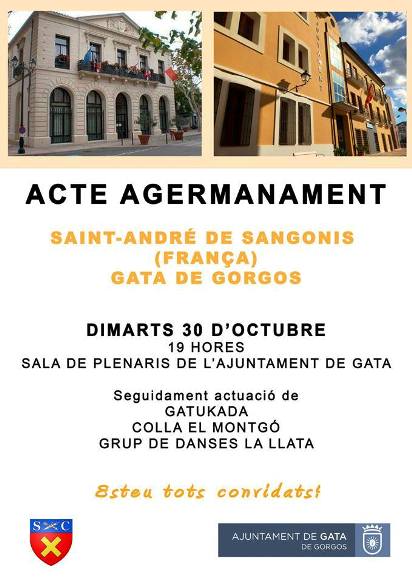 ACTE AGERMANAMENT
SAINT-ANDRÉ DE SANGONIS
(FRANÇA)
GATA DE GORGOS
DIMARTS 30 D'OCTUBRE
19 HORES
SALA DE PLENARIS DE L'AJUNTAMENT DE GATA
Seguidament actuació de
GATUKADA
COLLA EL MONTGÓ
GRUP DE DANSES LA LLATA
Esteu tots convidats!
S C
AJUNTAMENT DE GATA
DE GORGOS